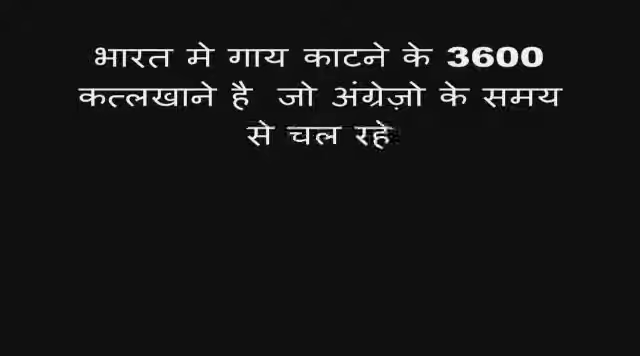 भारत मे गाय काटने के 3600
कत्लखाने है जो अंग्रेज़ो के समय
से चल रहे